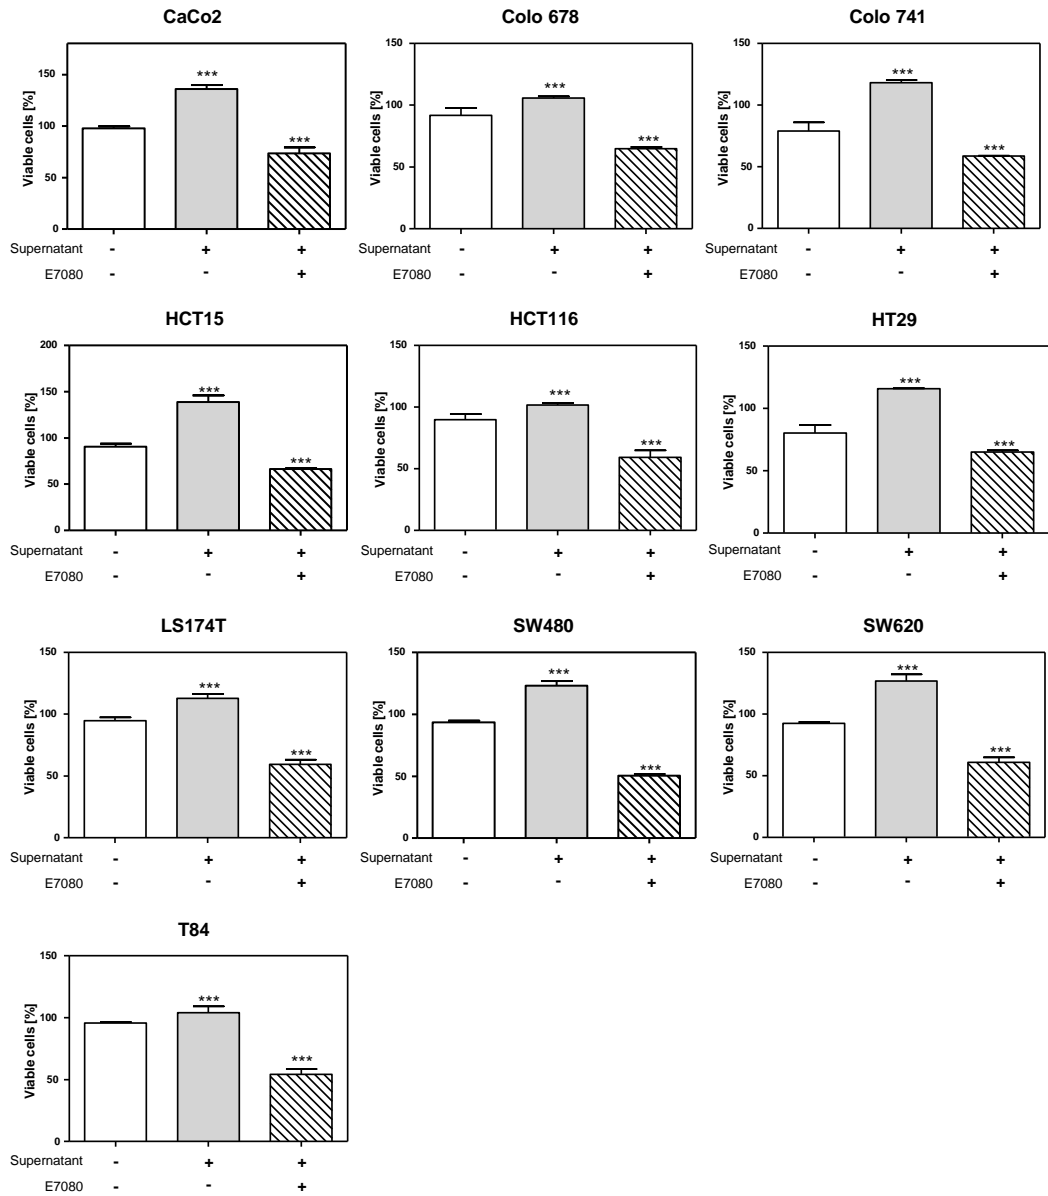 CaCo2
Viable cells [%]
150
100
50
0
***
***
Supernatant - + +
E7080 - - +
Colo 678
Viable cells [%]
150
100
50
0
***
***
Supernatant - + +
E7080 - - +
Colo 741
Viable cells [%]
150
100
50
0
***
***
Supernatant - + +
E7080 - - +
HCT15
Viable cells [%]
200
150
100
50
0
***
***
Supernatant - + +
E7080 - - +
HCT116
Viable cells [%]
150
100
50
0
***
***
Supernatant - + +
E7080 - - +
HT29
Viable cells [%]
150
100
50
0
***
***
Supernatant - + +
E7080 - - +
LS174T
Viable cells [%]
150
100
50
0
***
***
Supernatant - + +
E7080 - - +
SW480
Viable cells [%]
150
100
50
0
***
***
Supernatant - + +
E7080 - - +
SW620
Viable cells [%]
150
100
50
0
***
***
Supernatant - + +
E7080 - - +
T84
Viable cells [%]
150
100
50
0
***
***
Supernatant - + +
E7080 - - +